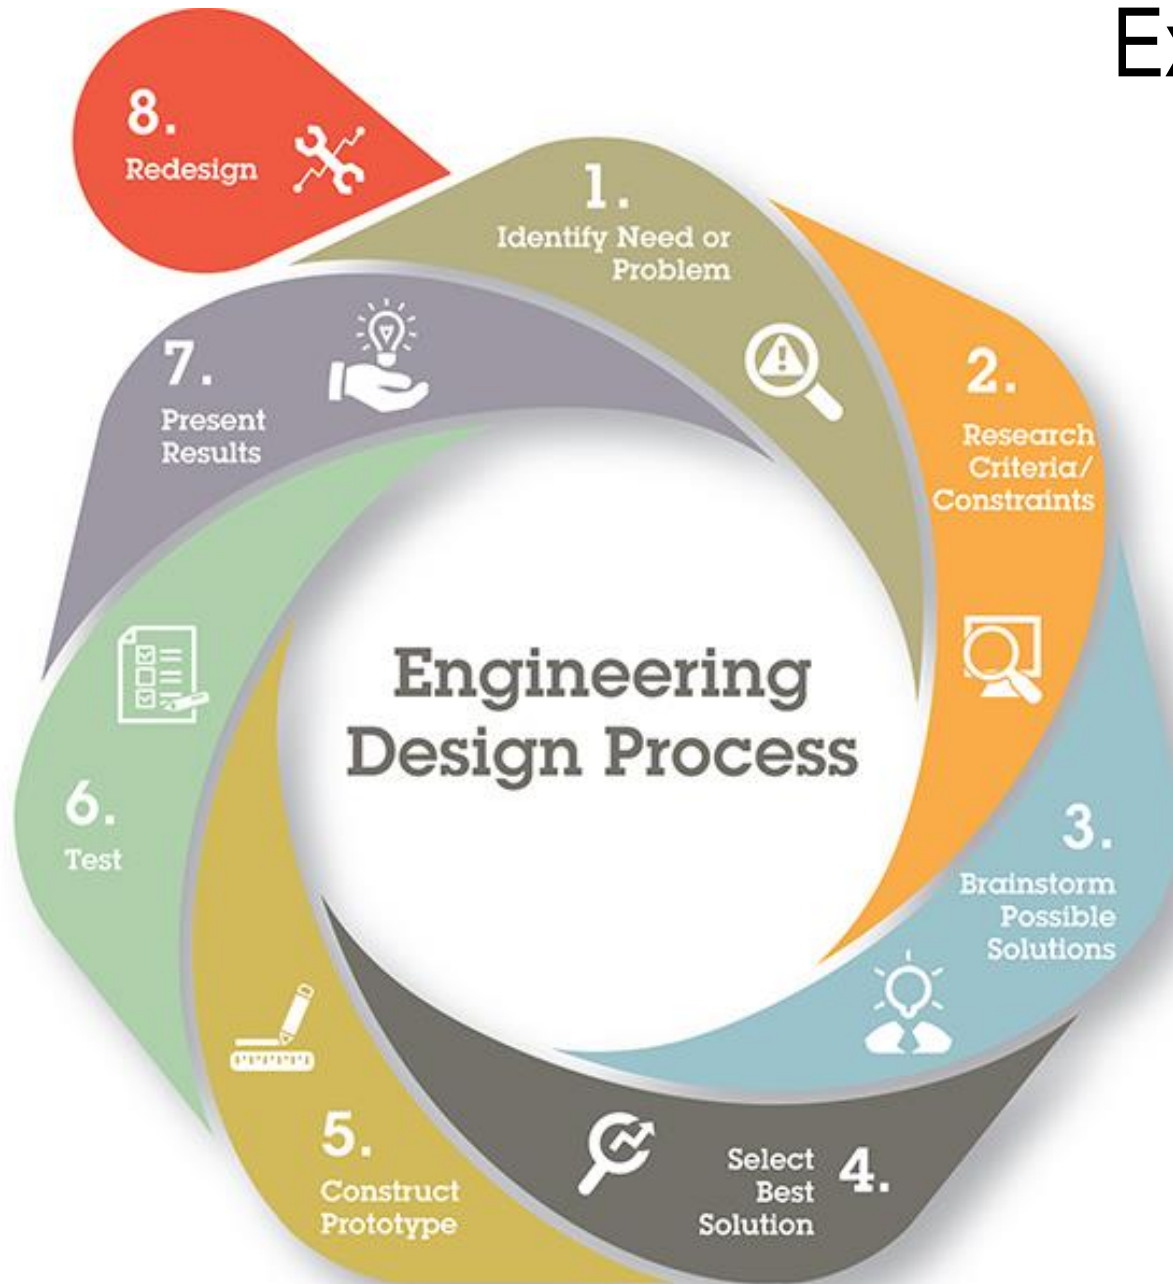 Ex
8.
Redesign
1.
Identify Need or
Problem
2.
Research
Criteria/
Constraints
3.
Brainstorm
Possible
Solutions
Select
Best
Solution
4.
5.
Construct
Prototype
6.
Test
7.
Present
Results
Engineering
Design Process